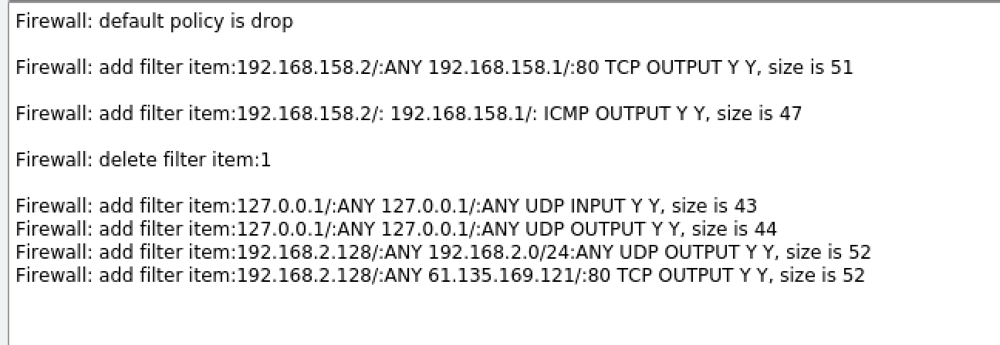 Firewall: default policy is drop
Firewall: add filter item:192.168.158.2/:ANY 192.168.158.1/:80 TCP OUTPUT Y Y, size is 51
Firewall: add filter item:192.168.158.2/: 192.168.158.1/: ICMP OUTPUT Y Y, size is 47
Firewall: delete filter item:1
Firewall: add filter item:127.0.0.1/:ANY 127.0.0.1/:ANY UDP INPUT Y Y, size is 43
Firewall: add filter item:127.0.0.1/:ANY 127.0.0.1/:ANY UDP OUTPUT Y Y, size is 44
Firewall: add filter item:192.168.2.128/:ANY 192.168.2.0/24:ANY UDP OUTPUT Y Y, size is 52
Firewall: add filter item:192.168.2.128/:ANY 61.135.169.121/:80 TCP OUTPUT Y Y, size is 52